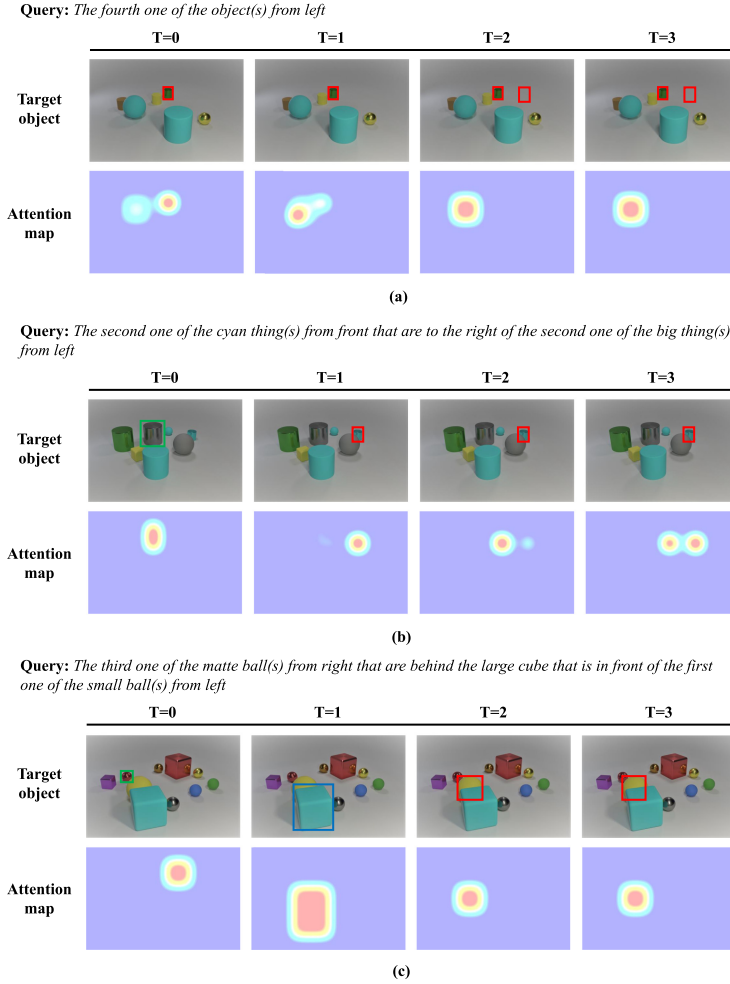 Query: The fourth one of the object(s) from left
T=0 T=1 T=2 T=3
Target
object
Attention
map
(a)
Query: The second one of the cyan thing(s) from front that are to the right of the second one of the big thing(s)
from left
T=0 T=1 T=2 T=3
Target
object
Attention
map
(b)
Query: The third one of the matte ball(s) from right that are behind the large cube that is in front of the first
one of the small ball(s) from left
T=0 T=1 T=2 T=3
Target
object
Attention
map
(c)